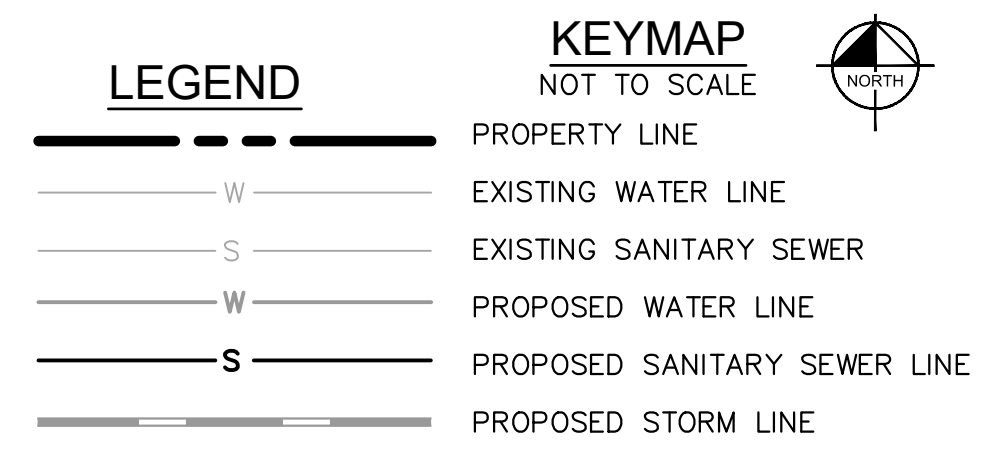 KEYMAP
NOT TO SCALE
NORTH
LEGEND
PROPERTY LINE
W EXISTING WATER LINE
S EXISTING SANITARY SEWER
W PROPOSED WATER LINE
S PROPOSED SANITARY SEWER LINE
PROPOSED STORM LINE